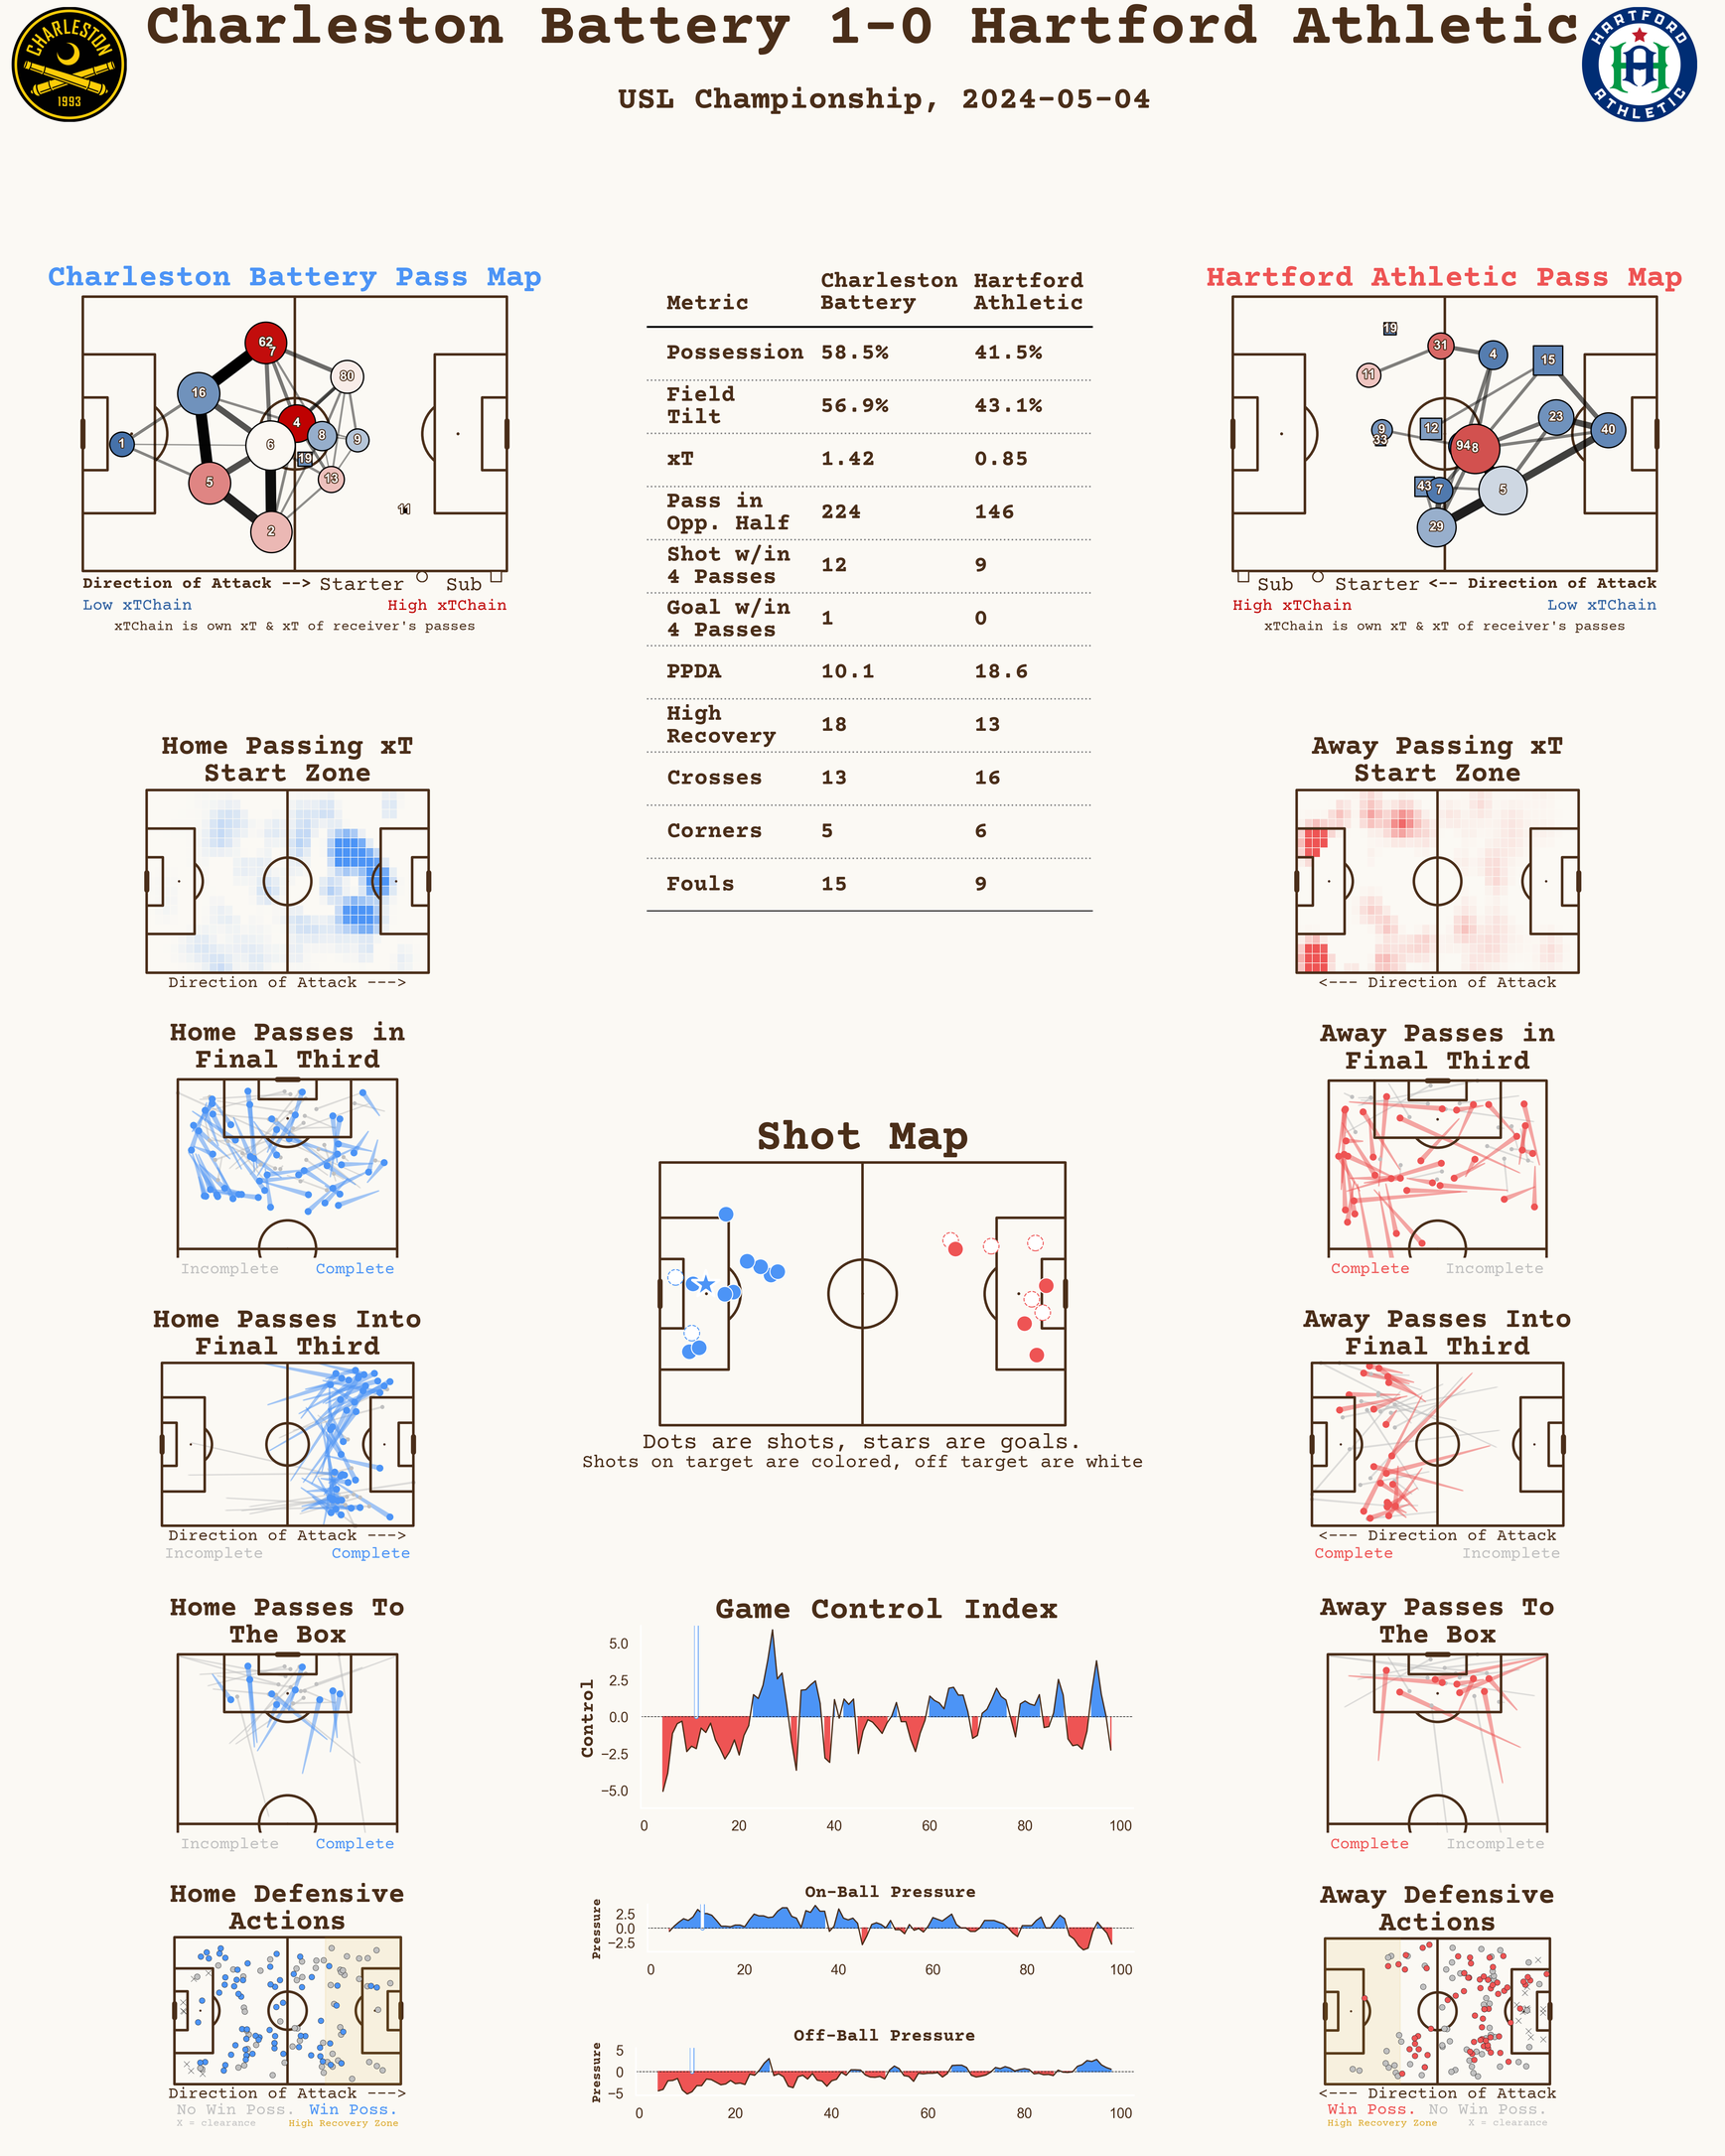 Charleston Battery 1-0 Hartford Athletic
CHARLESTON
1993
HARTFORD
ATHLETIC
USL Championship, 2024-05-04
Charleston Battery Pass Map
62
7
80
16
4
8
9
1
6
19
13
5
11
2
Direction of Attack --> Starter Sub
Low xTChain High xTChain
xTChain is own xT & xT of receiver's passes
Metric Charleston Battery Hartford Athletic
Possession 58.5% 41.5%
Field Tilt 56.9% 43.1%
xT 1.42 0.85
Pass in Opp. Half 224 146
Shot w/in 4 Passes 12 9
Goal w/in 4 Passes 1 0
PPDA 10.1 18.6
High Recovery 18 13
Crosses 13 16
Corners 5 6
Fouls 15 9
Hartford Athletic Pass Map
19
31
4
15
11
23
9
12
40
33
94
8
43
7
5
29
Sub Starter <-- Direction of Attack
High xTChain Low xTChain
xTChain is own xT & xT of receiver's passes
Home Passing xT
Start Zone
Direction of Attack --->
Away Passing xT
Start Zone
<--- Direction of Attack
Home Passes in
Final Third
Incomplete Complete
Away Passes in
Final Third
Complete Incomplete
Shot Map
Dots are shots, stars are goals.
Shots on target are colored, off target are white
Home Passes Into
Final Third
Direction of Attack --->
Incomplete Complete
Away Passes Into
Final Third
<--- Direction of Attack
Complete Incomplete
Home Passes To
The Box
Incomplete Complete
Game Control Index
Control
5.0
2.5
0.0
−2.5
−5.0
0 20 40 60 80 100
Away Passes To
The Box
Complete Incomplete
Home Defensive
Actions
Direction of Attack --->
No Win Poss. Win Poss.
X = clearance High Recovery Zone
On-Ball Pressure
Pressure
2.5
0.0
−2.5
0 20 40 60 80 100
Off-Ball Pressure
Pressure
5
0
−5
0 20 40 60 80 100
Away Defensive
Actions
<--- Direction of Attack
Win Poss. No Win Poss.
High Recovery Zone X = clearance